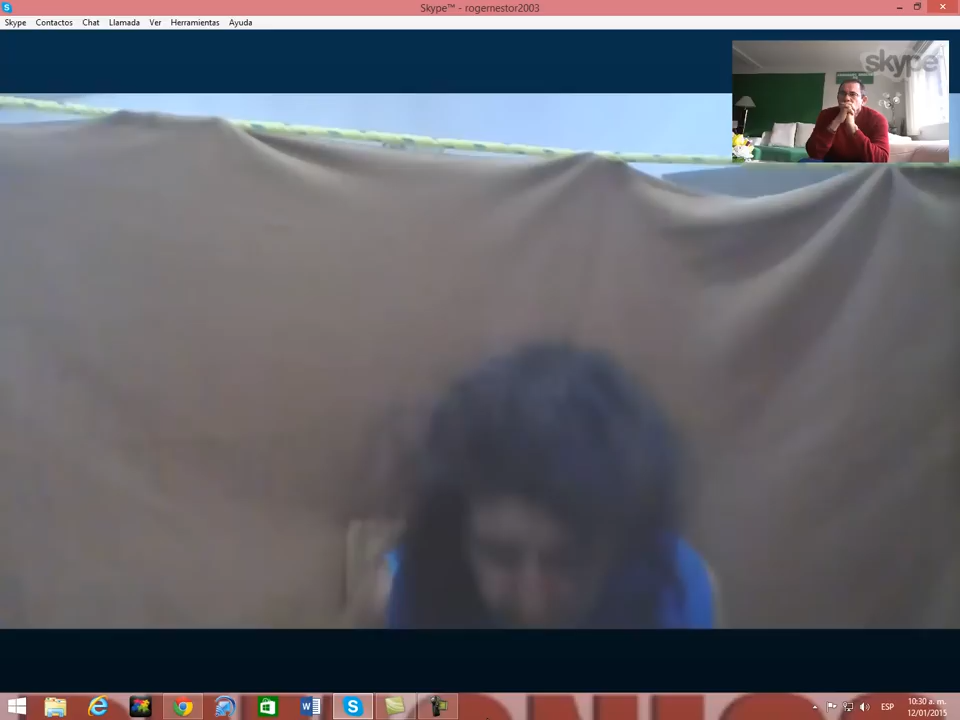 Skype™ - rogernestor2003
Skype Contactos Chat Llamada Ver Herramientas Ayuda
skype
ESP
10:30 a. m.
12/01/2015